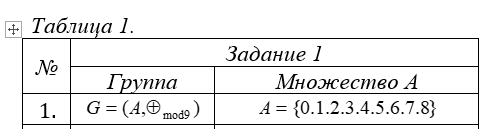 Таблица 1.
№ Задание 1
Группа Множество A
1. G = (A,⊕mod9) A = {0.1.2.3.4.5.6.7.8}